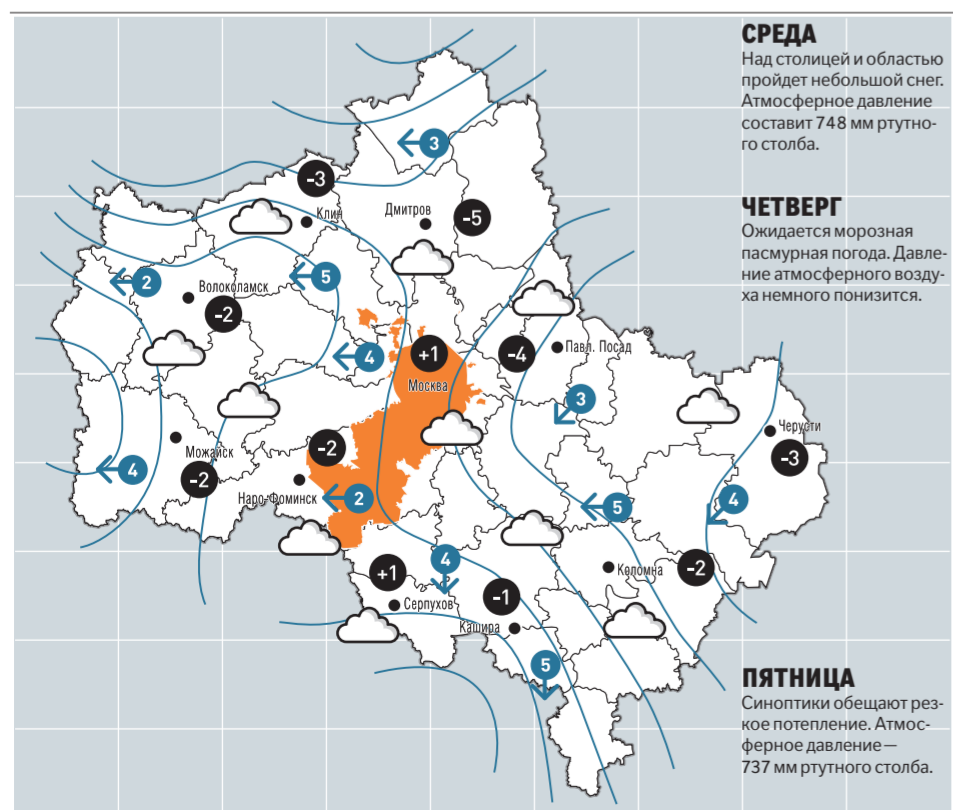 СРЕДА
Над столицей и областью
пройдет небольшой снег.
Атмосферное давление
составит 748 мм ртутно-
го столба.
ЧЕТВЕРГ
Ожидается морозная
пасмурная погода. Давле-
ние атмосферного возду-
ха немного понизится.
ПЯТНИЦА
Синоптики обещают рез-
кое потепление. Атмос-
ферное давление —
737 мм ртутного столба.
3
-3
Клин
Дмитров
-5
2
5
Волоколамск
-2
4
+1
Москва
-4
Павл. Посад
3
Черусти
-3
Можайск
-2
4
-2
Наро-Фоминск
2
5
4
4
+1
Серпухов
-1
Кашира
Коломна
-2
5